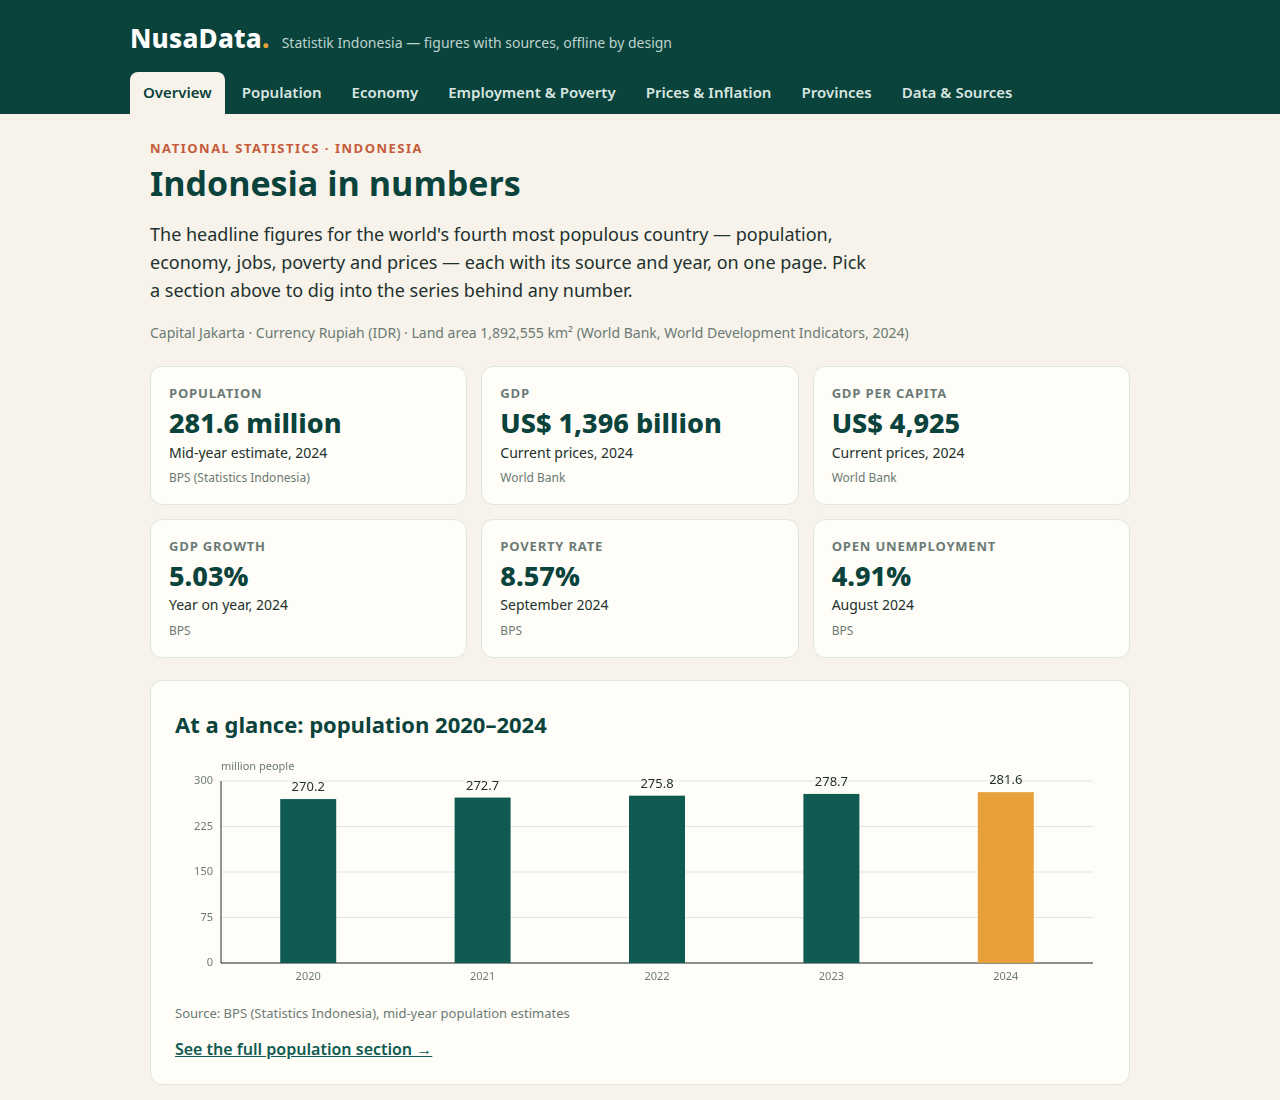 NusaData. Statistik Indonesia — figures with sources, offline by design
Overview Population Economy Employment & Poverty Prices & Inflation Provinces Data & Sources
NATIONAL STATISTICS · INDONESIA
Indonesia in numbers
The headline figures for the world's fourth most populous country — population,
economy, jobs, poverty and prices — each with its source and year, on one page. Pick
a section above to dig into the series behind any number.
Capital Jakarta · Currency Rupiah (IDR) · Land area 1,892,555 km² (World Bank, World Development Indicators, 2024)
POPULATION
281.6 million
Mid-year estimate, 2024
BPS (Statistics Indonesia)
GDP
US$ 1,396 billion
Current prices, 2024
World Bank
GDP PER CAPITA
US$ 4,925
Current prices, 2024
World Bank
GDP GROWTH
5.03%
Year on year, 2024
BPS
POVERTY RATE
8.57%
September 2024
BPS
OPEN UNEMPLOYMENT
4.91%
August 2024
BPS
At a glance: population 2020–2024
million people
300
225
150
75
0
270.2
272.7
275.8
278.7
281.6
2020 2021 2022 2023 2024
Source: BPS (Statistics Indonesia), mid-year population estimates
See the full population section →